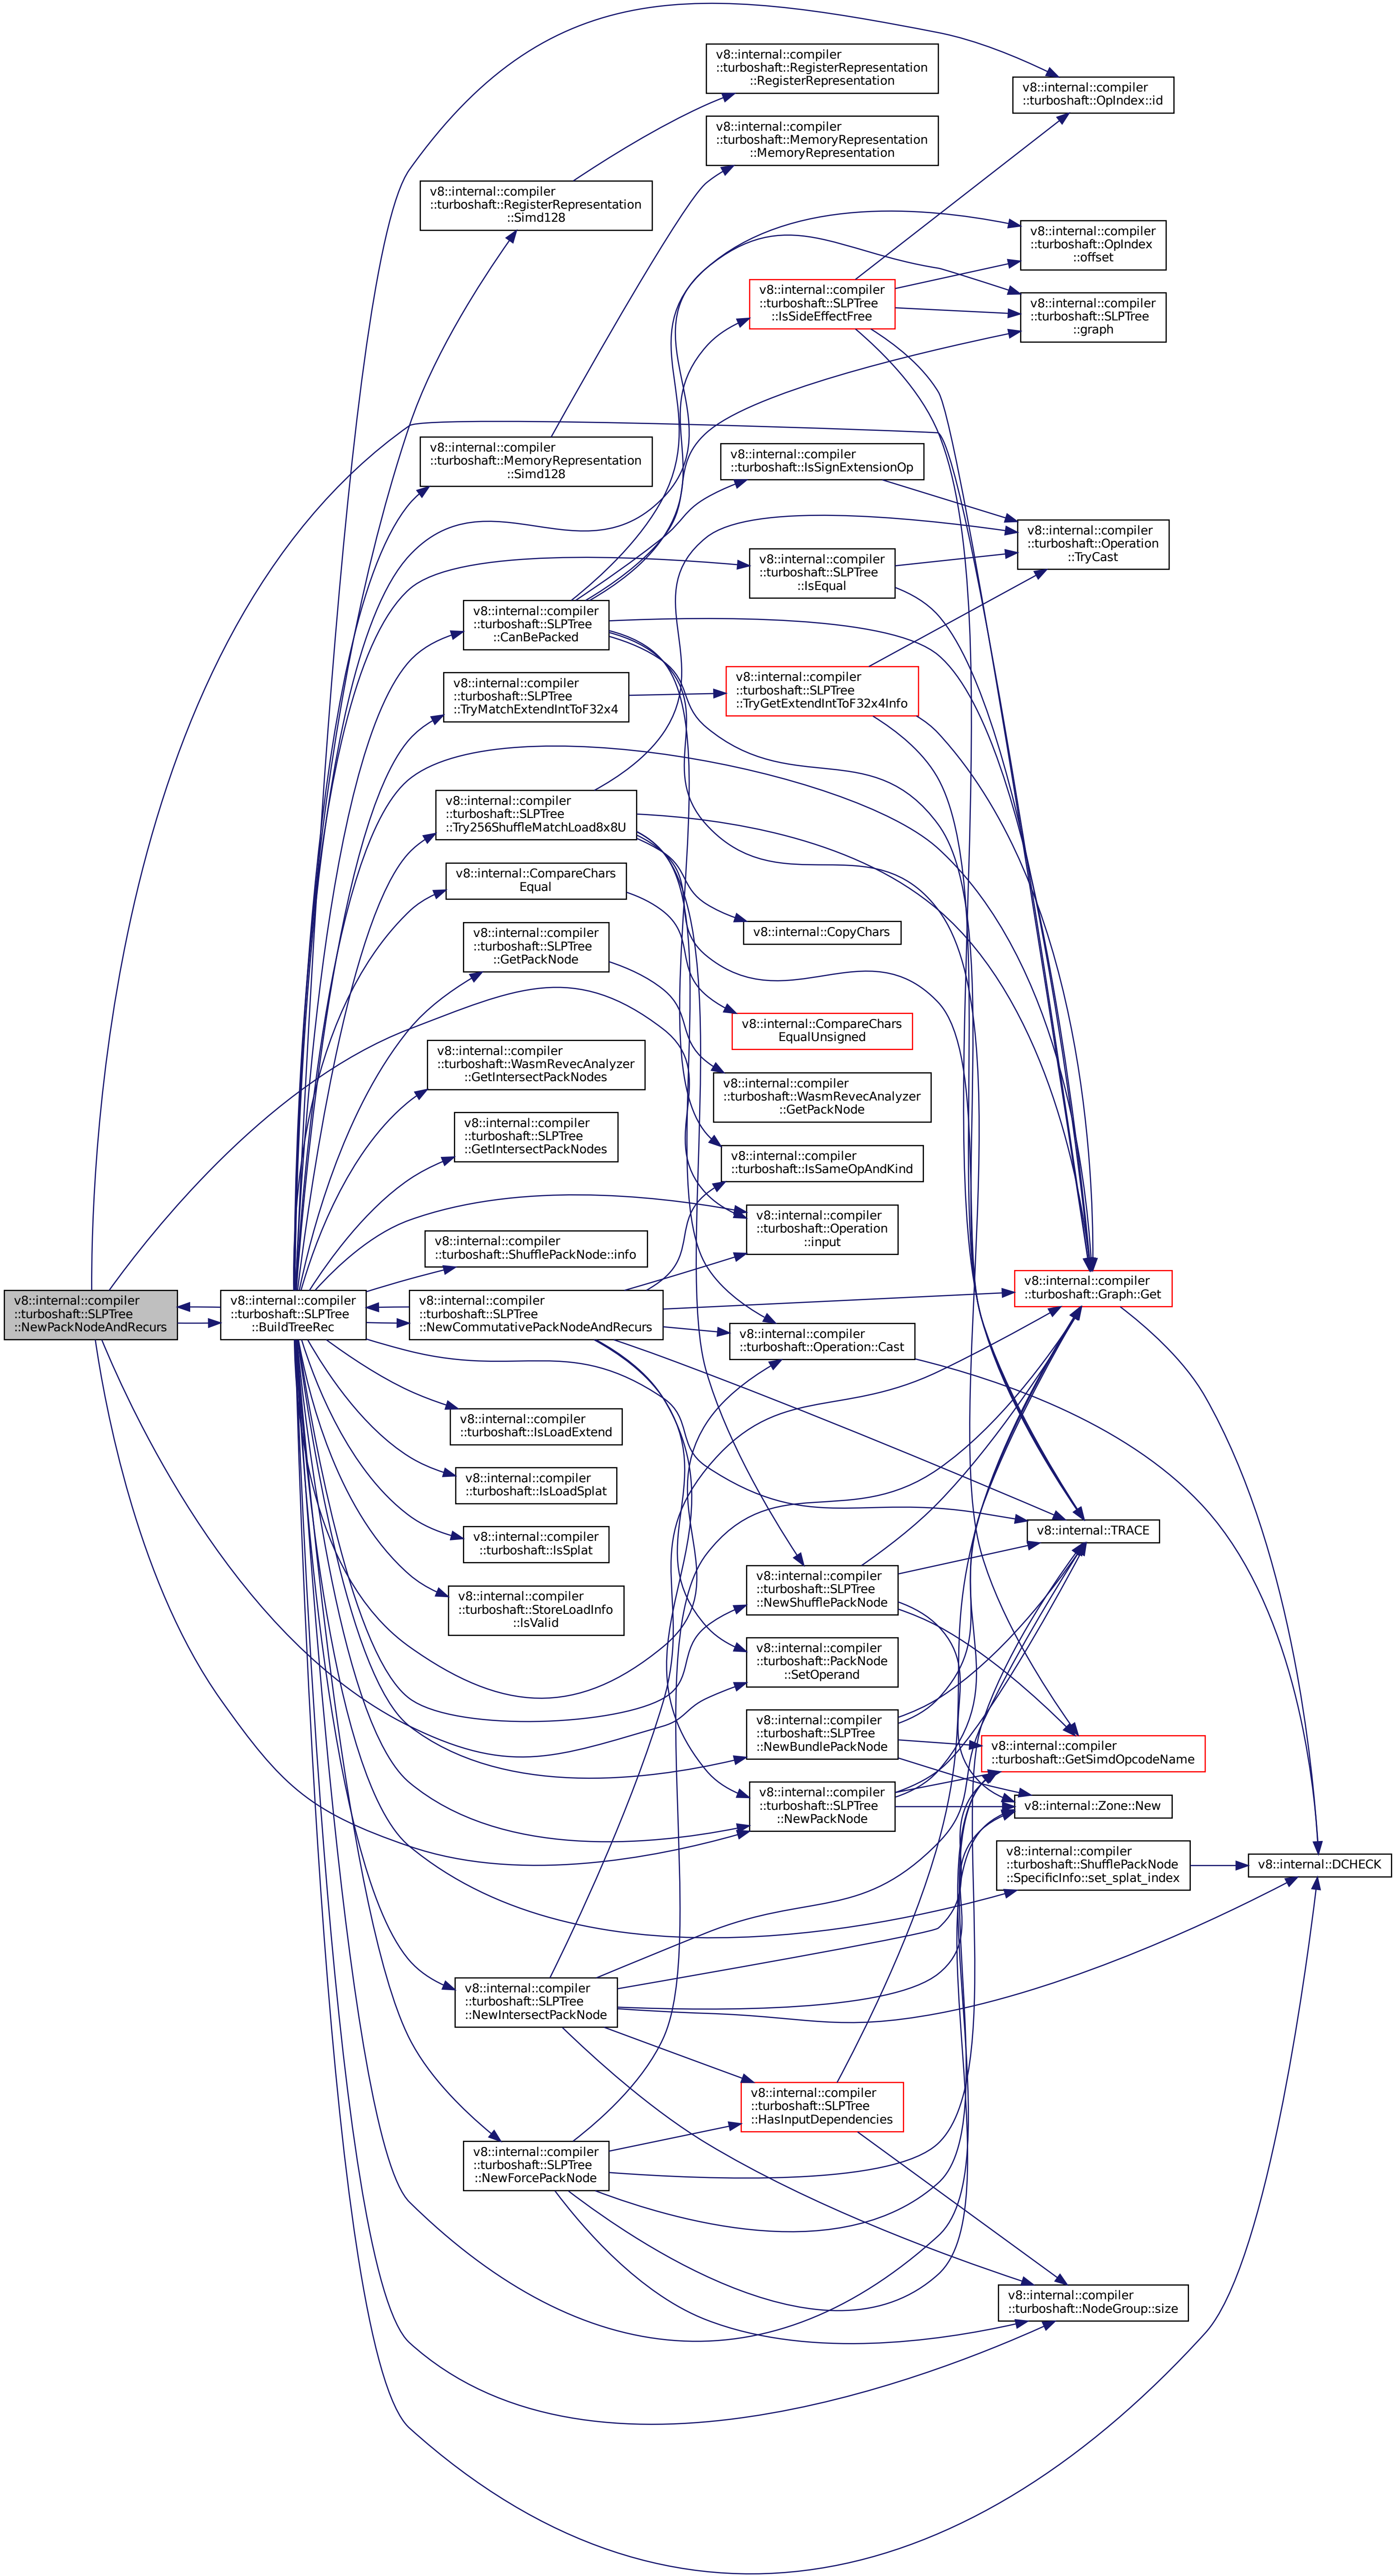 v8::internal::compiler
::turboshaft::RegisterRepresentation
::RegisterRepresentation
v8::internal::compiler
::turboshaft::OpIndex::id
v8::internal::compiler
::turboshaft::MemoryRepresentation
::MemoryRepresentation
v8::internal::compiler
::turboshaft::RegisterRepresentation
::Simd128
v8::internal::compiler
::turboshaft::OpIndex
::offset
v8::internal::compiler
::turboshaft::SLPTree
::IsSideEffectFree
v8::internal::compiler
::turboshaft::SLPTree
::graph
v8::internal::compiler
::turboshaft::MemoryRepresentation
::Simd128
v8::internal::compiler
::turboshaft::IsSignExtensionOp
v8::internal::compiler
::turboshaft::Operation
::TryCast
v8::internal::compiler
::turboshaft::SLPTree
::IsEqual
v8::internal::compiler
::turboshaft::SLPTree
::CanBePacked
v8::internal::compiler
::turboshaft::SLPTree
::TryMatchExtendIntToF32x4
v8::internal::compiler
::turboshaft::SLPTree
::TryGetExtendIntToF32x4Info
v8::internal::compiler
::turboshaft::SLPTree
::Try256ShuffleMatchLoad8x8U
v8::internal::CompareChars
Equal
v8::internal::CopyChars
v8::internal::compiler
::turboshaft::SLPTree
::GetPackNode
v8::internal::CompareChars
EqualUnsigned
v8::internal::compiler
::turboshaft::WasmRevecAnalyzer
::GetIntersectPackNodes
v8::internal::compiler
::turboshaft::WasmRevecAnalyzer
::GetPackNode
v8::internal::compiler
::turboshaft::SLPTree
::GetIntersectPackNodes
v8::internal::compiler
::turboshaft::IsSameOpAndKind
v8::internal::compiler
::turboshaft::Operation
::input
v8::internal::compiler
::turboshaft::ShufflePackNode::info
v8::internal::compiler
::turboshaft::Graph::Get
v8::internal::compiler
::turboshaft::SLPTree
::NewPackNodeAndRecurs
v8::internal::compiler
::turboshaft::SLPTree
::BuildTreeRec
v8::internal::compiler
::turboshaft::SLPTree
::NewCommutativePackNodeAndRecurs
v8::internal::compiler
::turboshaft::Operation::Cast
v8::internal::compiler
::turboshaft::IsLoadExtend
v8::internal::compiler
::turboshaft::IsLoadSplat
v8::internal::compiler
::turboshaft::IsSplat
v8::internal::TRACE
v8::internal::compiler
::turboshaft::StoreLoadInfo
::IsValid
v8::internal::compiler
::turboshaft::SLPTree
::NewShufflePackNode
v8::internal::compiler
::turboshaft::PackNode
::SetOperand
v8::internal::compiler
::turboshaft::SLPTree
::NewBundlePackNode
v8::internal::compiler
::turboshaft::GetSimdOpcodeName
v8::internal::compiler
::turboshaft::SLPTree
::NewPackNode
v8::internal::Zone::New
v8::internal::compiler
::turboshaft::ShufflePackNode
::SpecificInfo::set_splat_index
v8::internal::DCHECK
v8::internal::compiler
::turboshaft::SLPTree
::NewIntersectPackNode
v8::internal::compiler
::turboshaft::SLPTree
::HasInputDependencies
v8::internal::compiler
::turboshaft::SLPTree
::NewForcePackNode
v8::internal::compiler
::turboshaft::NodeGroup::size